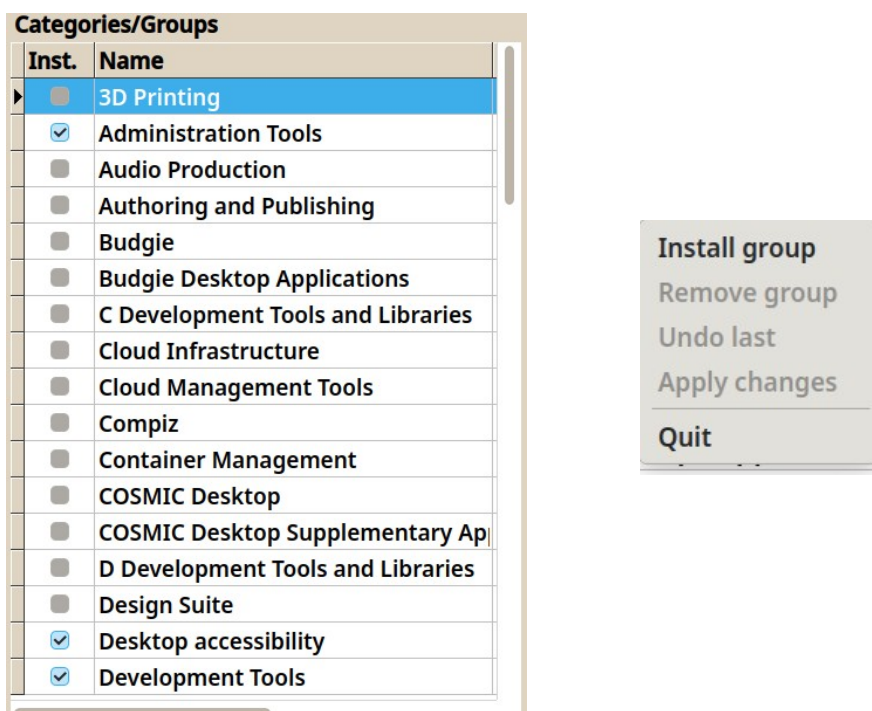 Categories/Groups
Inst. Name
3D Printing
Administration Tools
Audio Production
Authoring and Publishing
Budgie
Budgie Desktop Applications
C Development Tools and Libraries
Cloud Infrastructure
Cloud Management Tools
Compiz
Container Management
COSMIC Desktop
COSMIC Desktop Supplementary
D Development Tools and Libraries
Design Suite
Desktop accessibility
Development Tools
Install group
Remove group
Undo last
Apply changes
Quit